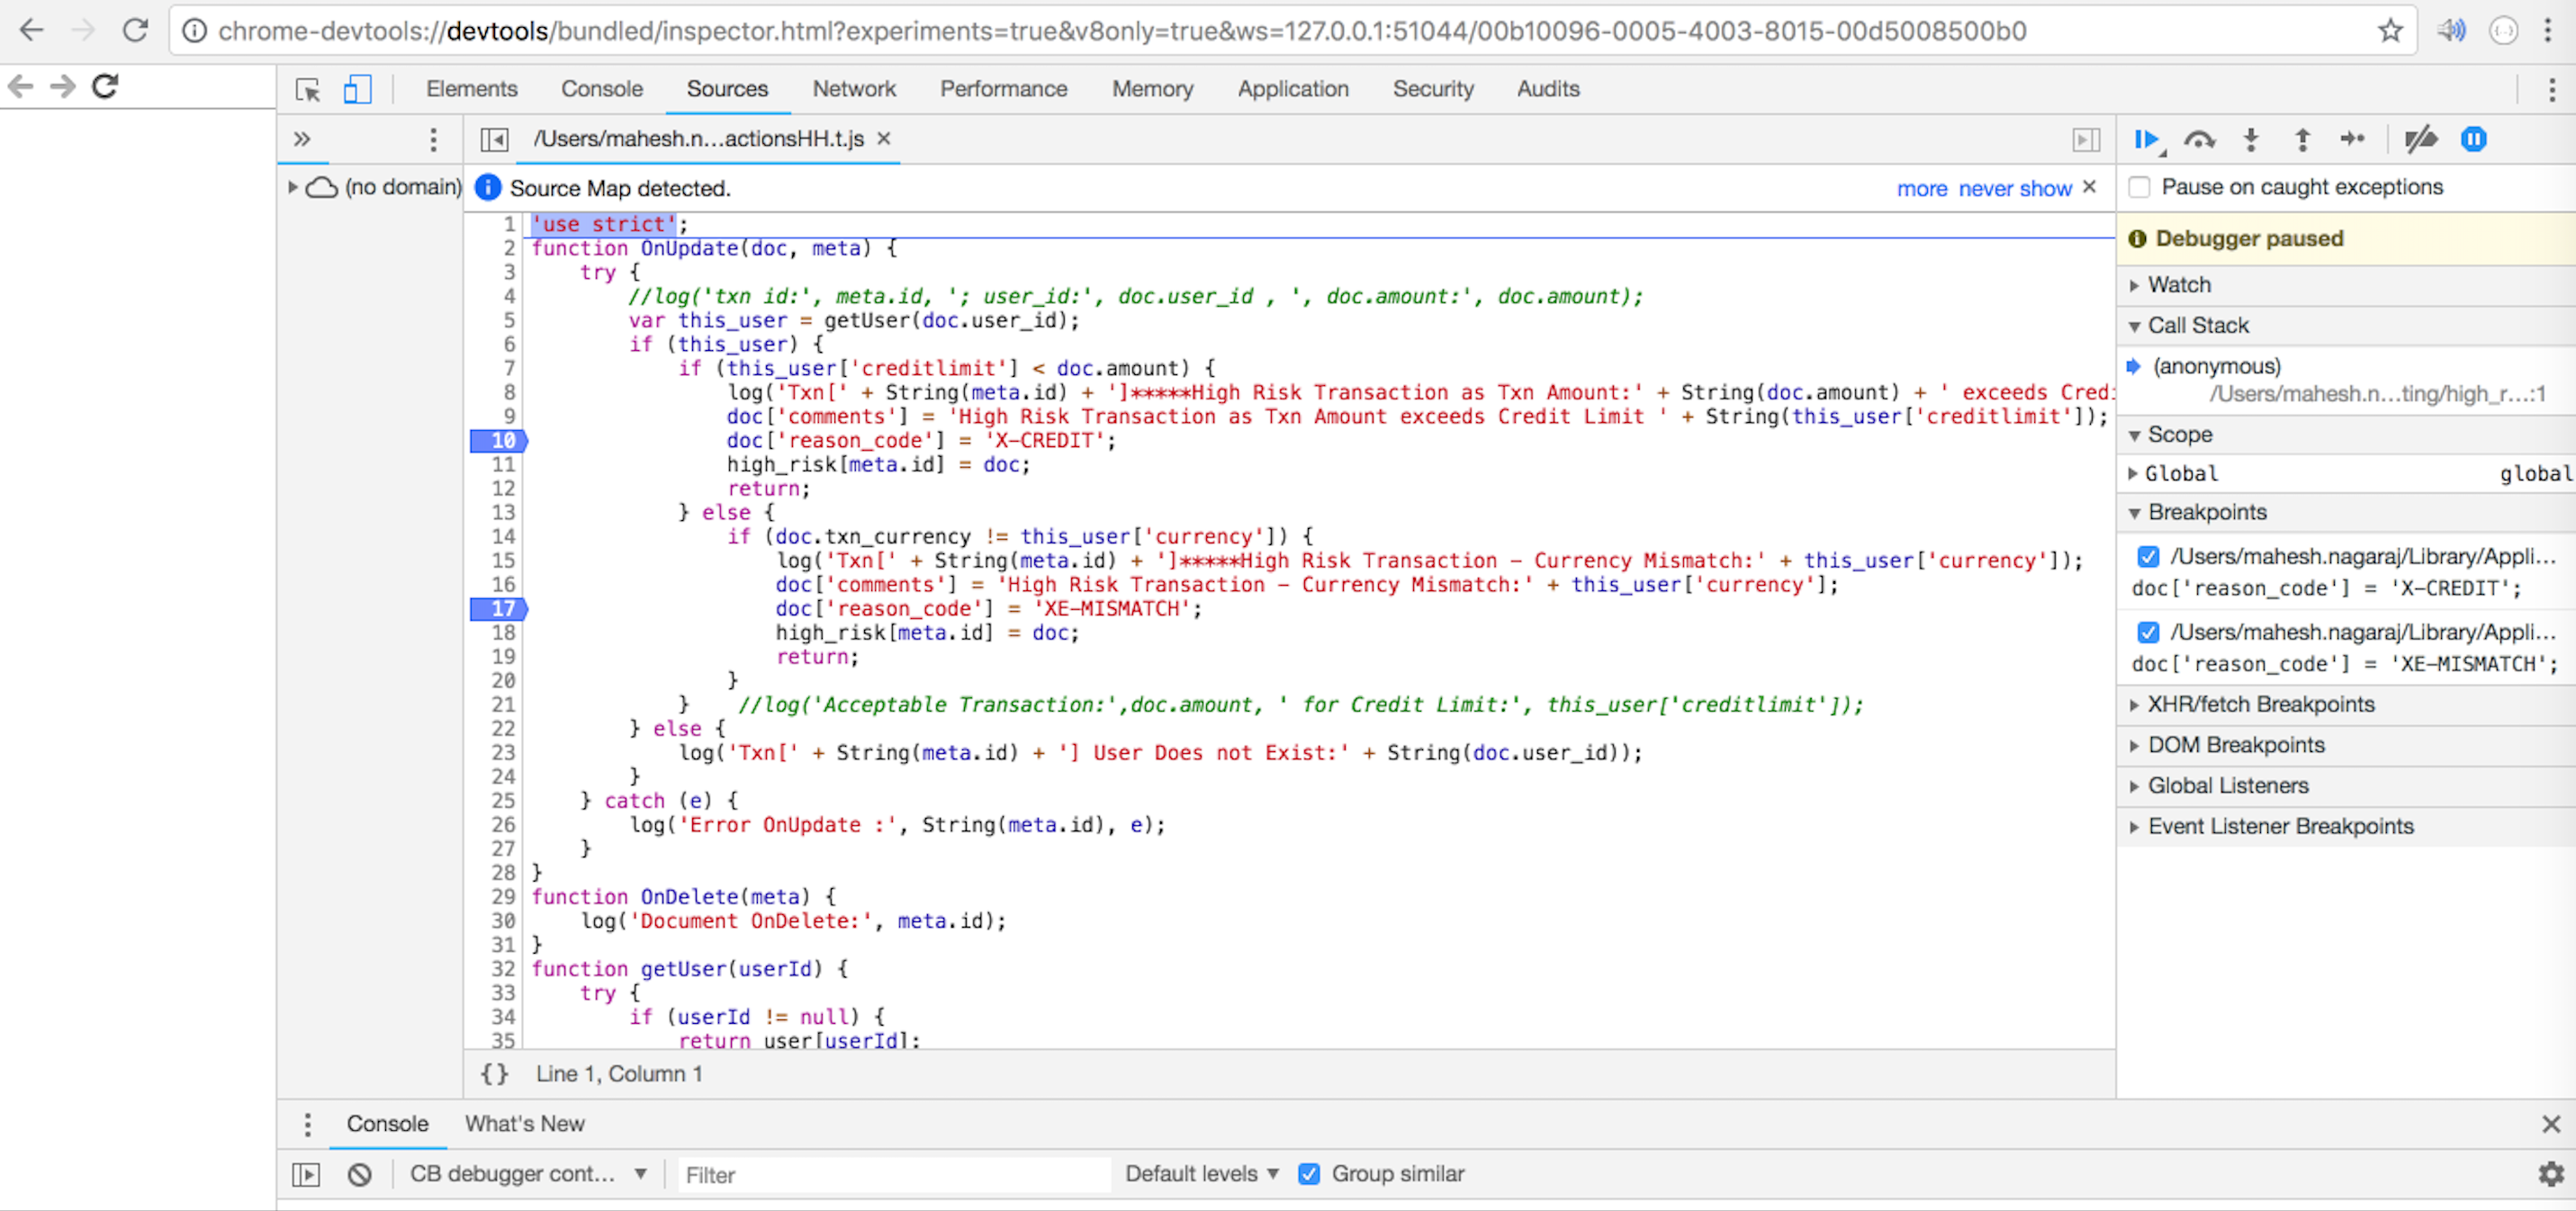 chrome-devtools://devtools/bundled/inspector.html?experiments=true&v8only=true&ws=127.0.0.1:51044/00b10096-0005-4003-8015-00d5008500b0
Elements Console Sources Network Performance Memory Application Security Audits
/Users/mahesh.n...actionsHH.t.js
(no domain)
Source Map detected.
more never show
1 'use strict';
2 function OnUpdate(doc, meta) {
3     try {
4         //log('txn id:', meta.id, '; user_id:', doc.user_id , ', doc.amount:', doc.amount);
5         var this_user = getUser(doc.user_id);
6         if (this_user) {
7             if (this_user['creditlimit'] < doc.amount) {
8                 log('Txn[' + String(meta.id) + ']*****High Risk Transaction as Txn Amount:' + String(doc.amount) + ' exceeds Credi
9                 doc['comments'] = 'High Risk Transaction as Txn Amount exceeds Credit Limit ' + String(this_user['creditlimit']);
10                 doc['reason_code'] = 'X-CREDIT';
11                 high_risk[meta.id] = doc;
12                 return;
13             } else {
14                 if (doc.txn_currency != this_user['currency']) {
15                     log('Txn[' + String(meta.id) + ']*****High Risk Transaction - Currency Mismatch:' + this_user['currency']);
16                     doc['comments'] = 'High Risk Transaction - Currency Mismatch:' + this_user['currency'];
17                     doc['reason_code'] = 'XE-MISMATCH';
18                     high_risk[meta.id] = doc;
19                     return;
20                 }
21             }    //log('Acceptable Transaction:',doc.amount, ' for Credit Limit:', this_user['creditlimit']);
22         } else {
23             log('Txn[' + String(meta.id) + '] User Does not Exist:' + String(doc.user_id));
24         }
25     } catch (e) {
26         log('Error OnUpdate :', String(meta.id), e);
27     }
28 }
29 function OnDelete(meta) {
30     log('Document OnDelete:', meta.id);
31 }
32 function getUser(userId) {
33     try {
34         if (userId != null) {
35             return user[userId];
{} Line 1, Column 1
Pause on caught exceptions
Debugger paused
Watch
Call Stack
(anonymous)
/Users/mahesh.n...ting/high_r...:1
Scope
Global global
Breakpoints
/Users/mahesh.nagaraj/Library/Appli...
doc['reason_code'] = 'X-CREDIT';
/Users/mahesh.nagaraj/Library/Appli...
doc['reason_code'] = 'XE-MISMATCH';
XHR/fetch Breakpoints
DOM Breakpoints
Global Listeners
Event Listener Breakpoints
Console What's New
CB debugger cont... Filter Default levels Group similar